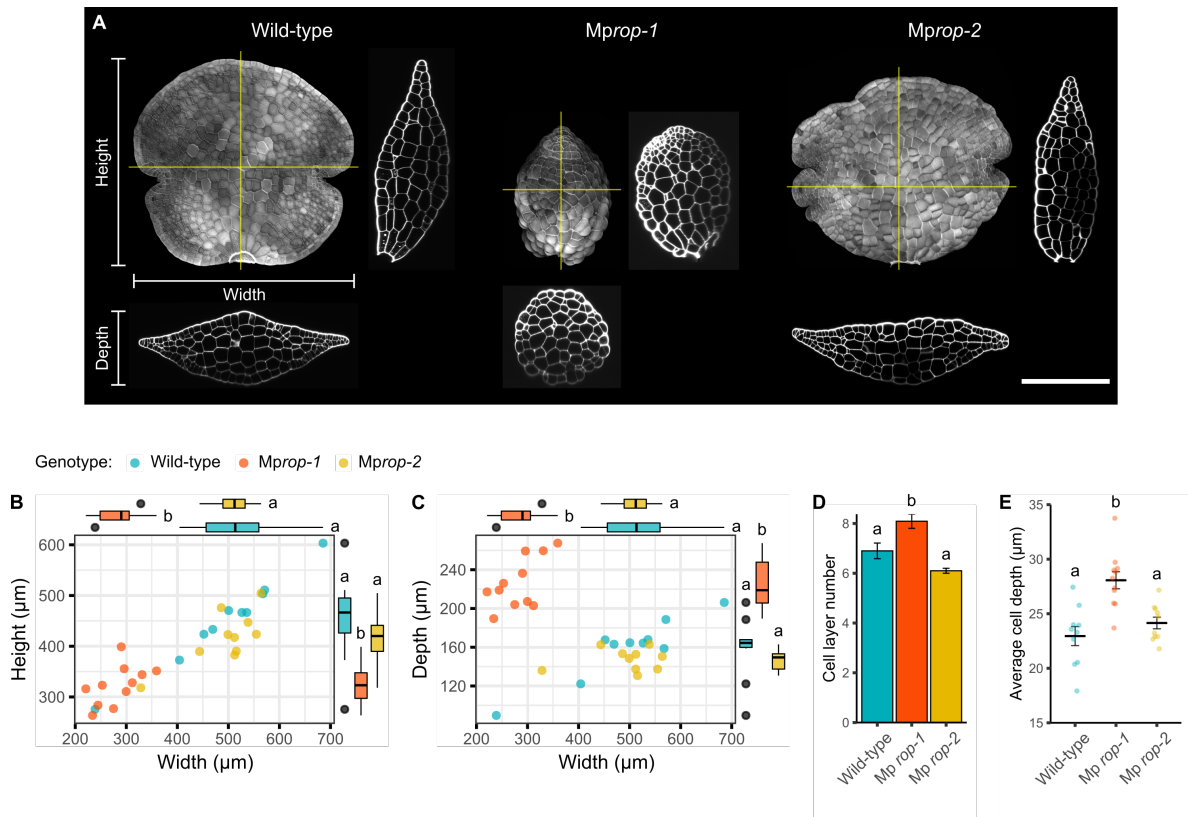 A
Wild-type
Mprop-1
Mprop-2
Height
Width
Depth
Genotype: Wild-type Mprop-1 Mprop-2
B
a
b
a
600
500
400
300
Height (µm)
a
b
a
200 300 400 500 600 700
Width (µm)
C
a
b
a
240
200
160
120
Depth (µm)
b
a
a
200 300 400 500 600 700
Width (µm)
D
8
6
4
2
0
Cell layer number
a
b
a
Wild-type
Mp rop-1
Mp rop-2
E
35
30
25
20
15
Average cell depth (µm)
a
b
a
Wild-type
Mp rop-1
Mp rop-2